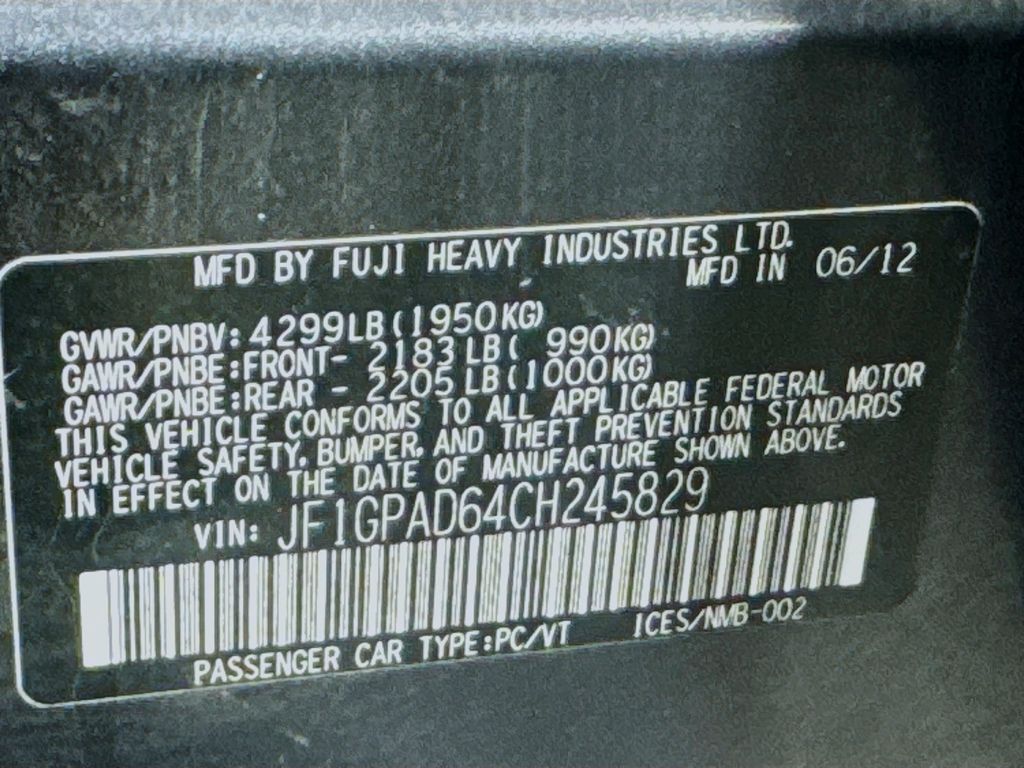 MFD BY FUJI HEAVY INDUSTRIES LTD.
MFD IN 06/12
GVWR/PNBV: 4299LB(1950KG)
GAWR/PNBE:FRONT- 2183LB( 990KG)
GAWR/PNBE:REAR - 2205LB(1000KG)
THIS VEHICLE CONFORMS TO ALL APPLICABLE FEDERAL MOTOR
VEHICLE SAFETY, BUMPER, AND THEFT PREVENTION STANDARDS
IN EFFECT ON THE DATE OF MANUFACTURE SHOWN ABOVE.
VIN: JF1GPAD64CH245829
PASSENGER CAR TYPE:PC/VT ICES/NMB-002